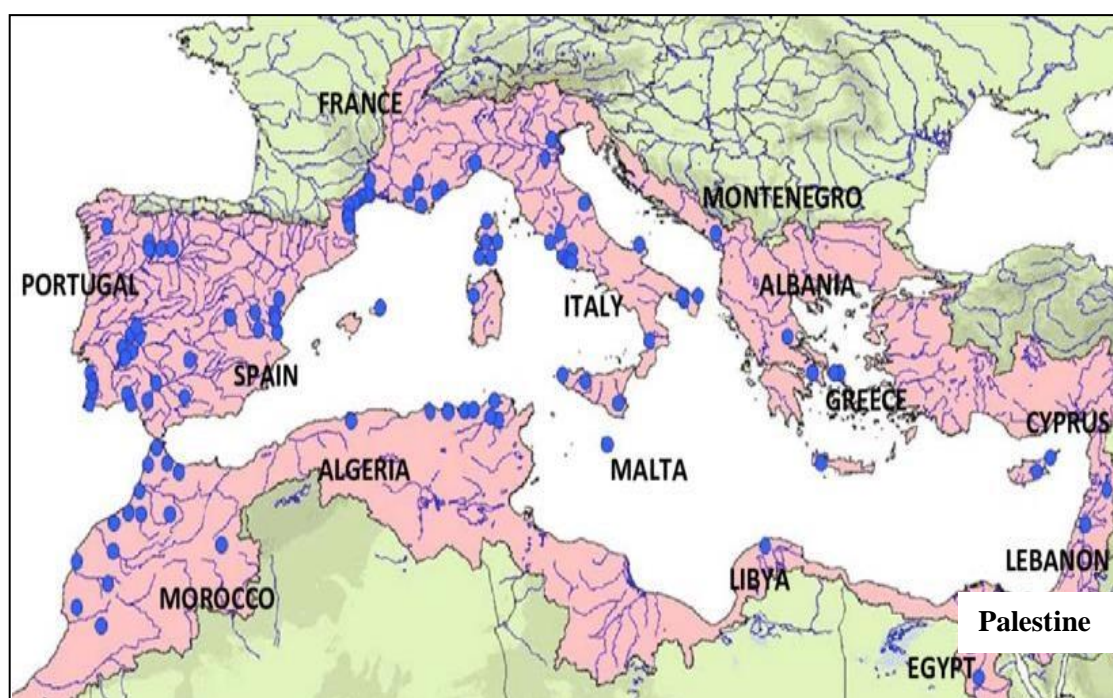 FRANCE
MONTENEGRO
PORTUGAL
ALBANIA
ITALY
SPAIN
GREECE
CYPRUS
ALGERIA
MALTA
LEBANON
LIBYA
MOROCCO
Palestine
EGYPT